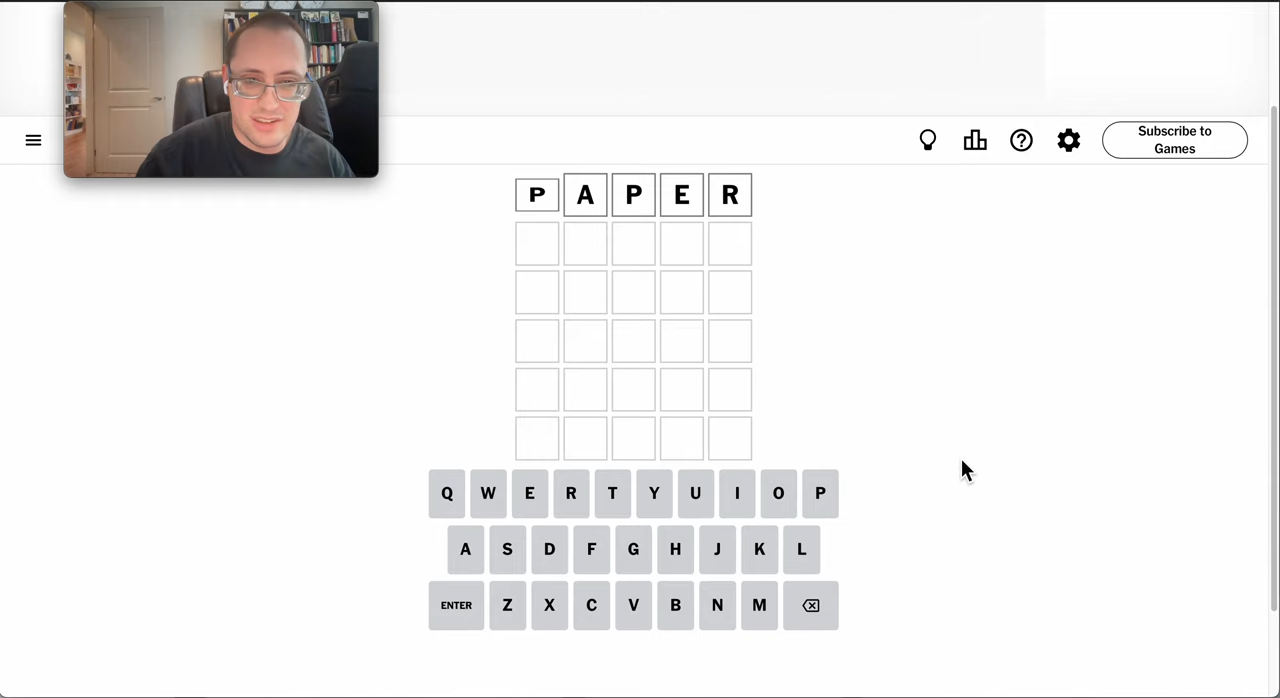 Subscribe to
Games
P A P E R
Q W E R T Y U I O P
A S D F G H J K L
ENTER Z X C V B N M